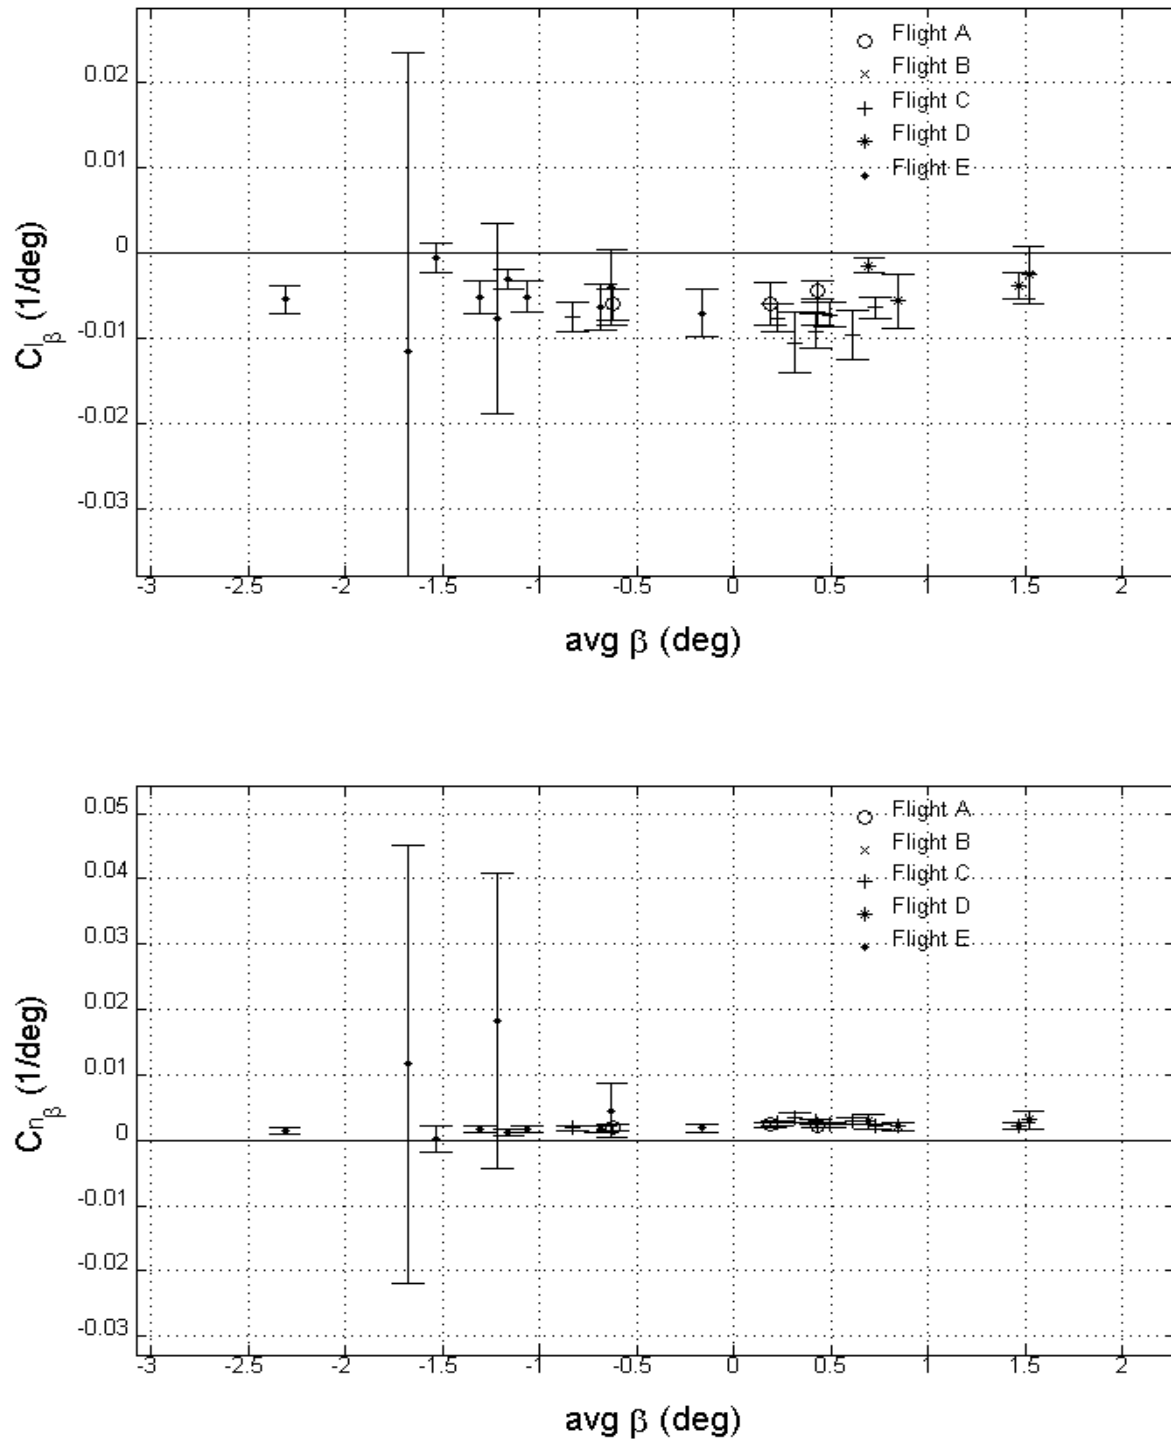 Flight A
Flight B
Flight C
Flight D
Flight E
0.02
0.01
0
-0.01
-0.02
-0.03
C_{l_β} (1/deg)
-3 -2.5 -2 -1.5 -1 -0.5 0 0.5 1 1.5 2
avg β (deg)
Flight A
Flight B
Flight C
Flight D
Flight E
0.05
0.04
0.03
0.02
0.01
0
-0.01
-0.02
-0.03
C_{n_β} (1/deg)
-3 -2.5 -2 -1.5 -1 -0.5 0 0.5 1 1.5 2
avg β (deg)